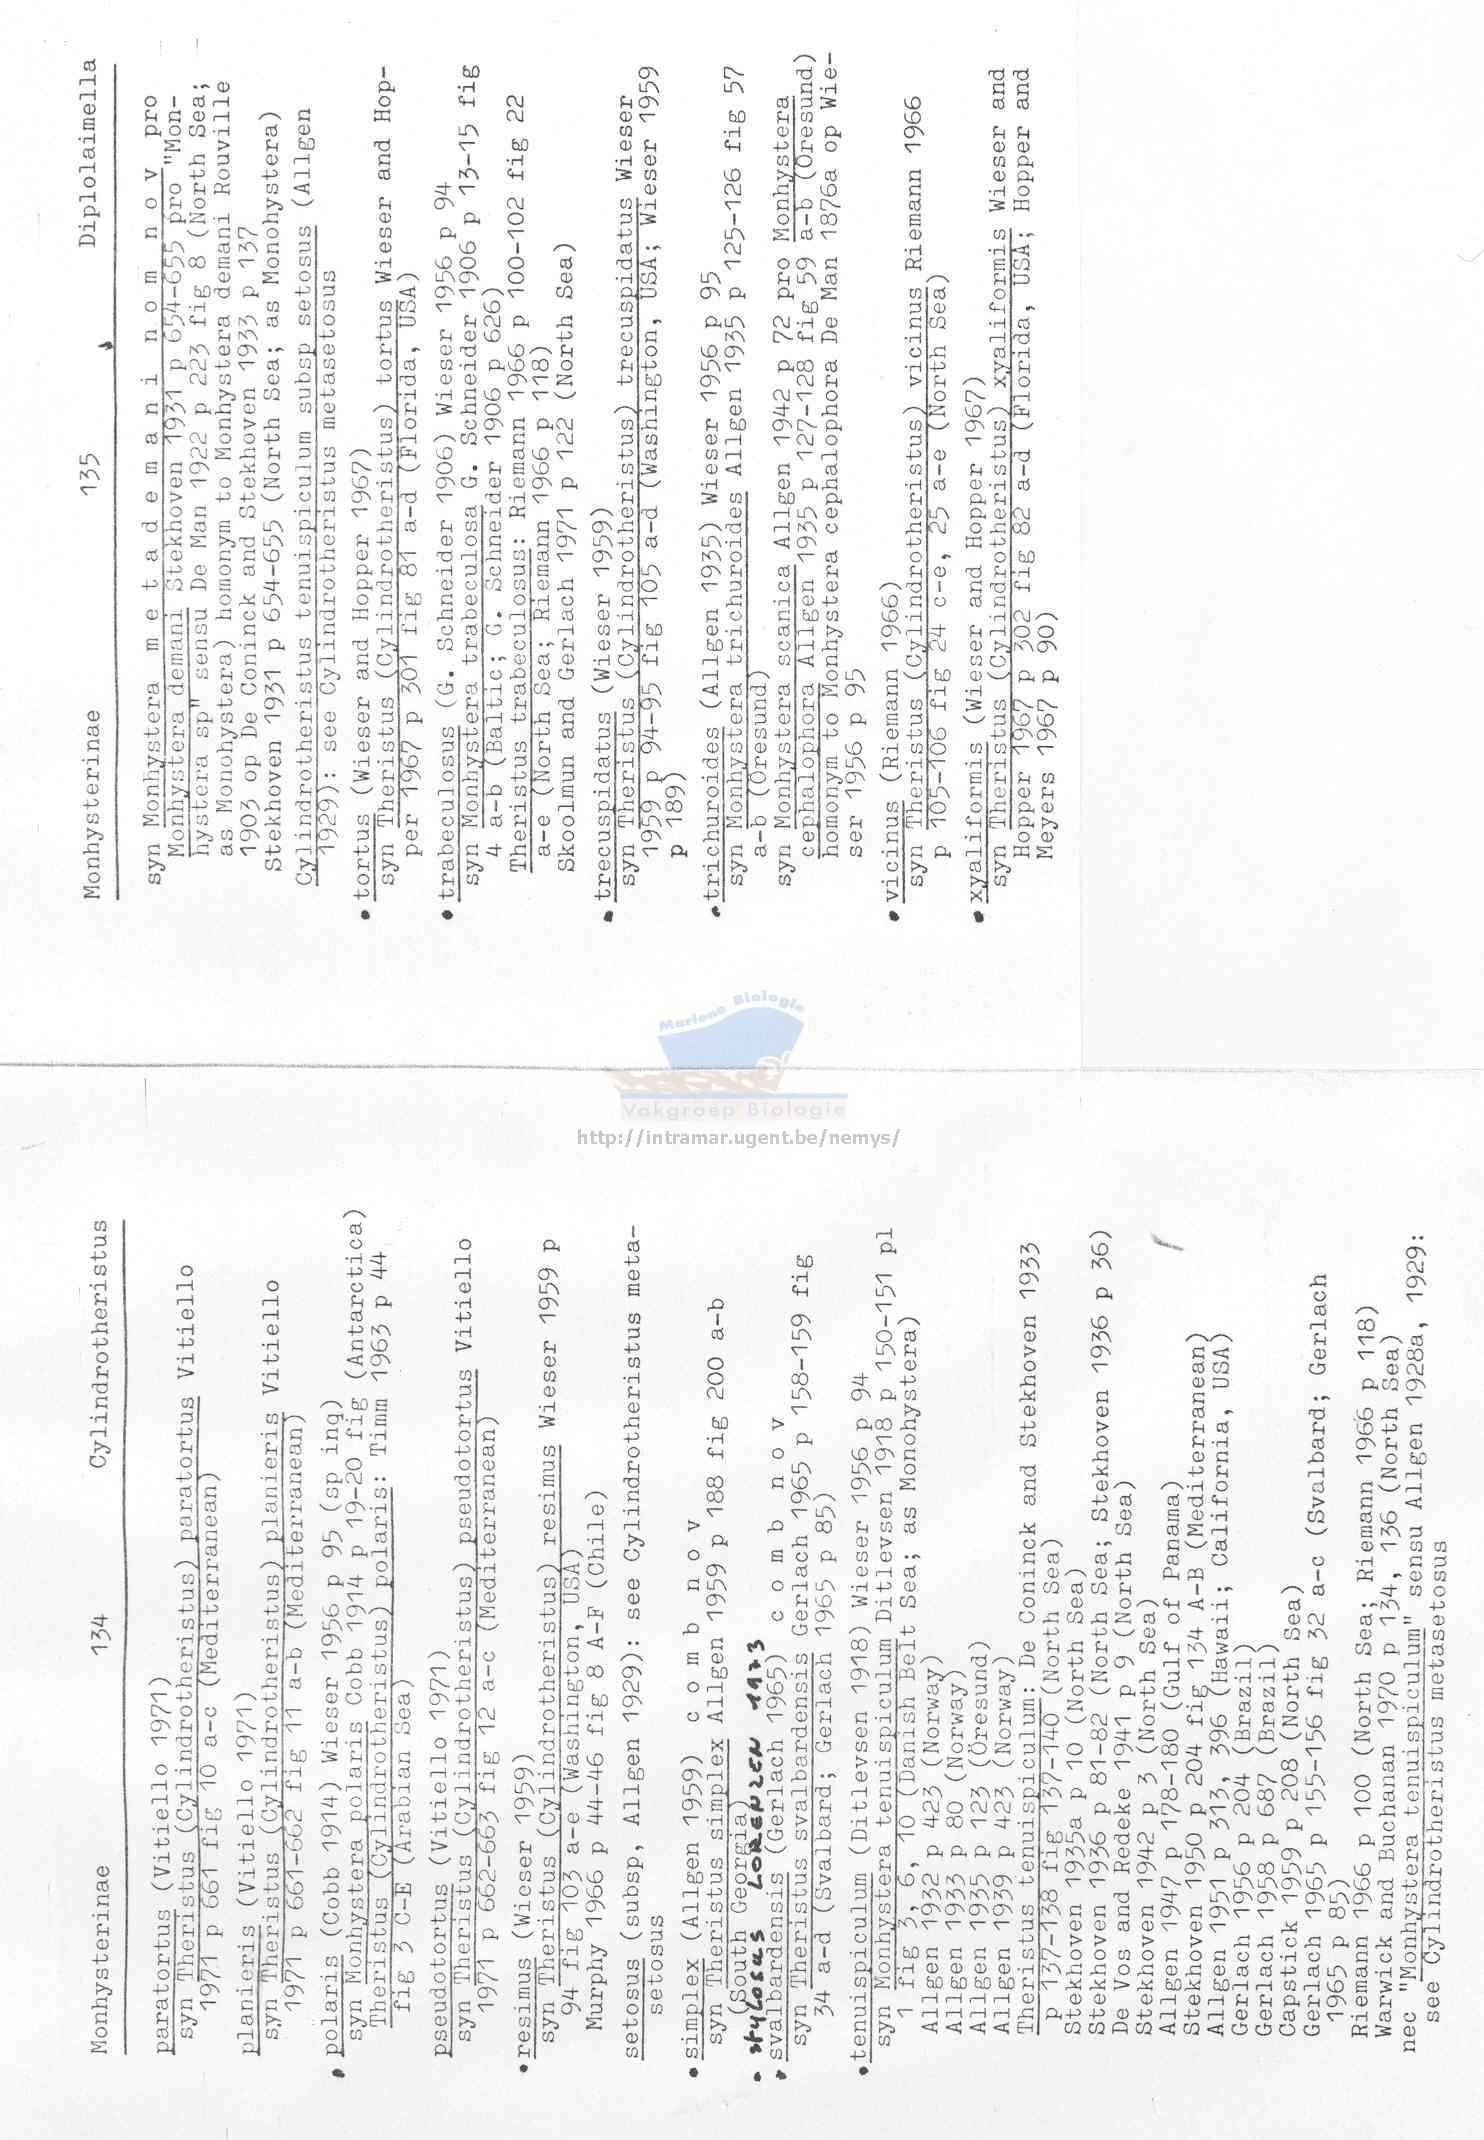 Monhysterinae 134 Cylindrotheristus
paratortus (Vitiello 1971)
syn Theristus (Cylindrotheristus) paratortus Vitiello
1971 p 661 fig 10 a-c (Mediterranean)
planieris (Vitiello 1971)
syn Theristus (Cylindrotheristus) planieris Vitiello
1971 p 661-662 fig 11 a-b (Mediterranean)
• polaris (Cobb 1914) Wieser 1956 p 95 (sp inq)
syn Monhystera polaris Cobb 1914 p 19-20 fig (Antarctica)
Theristus (Cylindrotheristus) polaris: Timm 1963 p 44
fig 3 C-E (Arabian Sea)
pseudotortus (Vitiello 1971)
syn Theristus (Cylindrotheristus) pseudotortus Vitiello
1971 p 662-663 fig 12 a-c (Mediterranean)
• resimus (Wieser 1959)
syn Theristus (Cylindrotheristus) resimus Wieser 1959 p
94 fig 103 a-e (Washington, USA)
Murphy 1966 p 44-46 fig 8 A-F (Chile)
setosus (subsp, Allgen 1929): see Cylindrotheristus meta-
setosus
• simplex (Allgen 1959) c o m b n o v
syn Theristus simplex Allgen 1959 p 188 fig 200 a-b
(South Georgia)
• stylosus LORENZEN 1973
• svalbardensis (Gerlach 1965) c o m b n o v
syn Theristus svalbardensis Gerlach 1965 p 158-159 fig
34 a-d (Svalbard; Gerlach 1965 p 85)
• tenuispiculum (Ditlevsen 1918) Wieser 1956 p 94
syn Monhystera tenuispiculum Ditlevsen 1918 p 150-151 pl
1 fig 3, 6, 10 (Danish Belt Sea; as Monohystera)
Allgen 1932 p 423 (Norway)
Allgen 1933 p 80 (Norway)
Allgen 1935 p 123 (Öresund)
Allgen 1939 p 423 (Norway)
Theristus tenuispiculum: De Coninck and Stekhoven 1933
p 137-138 fig 137-140 (North Sea)
Stekhoven 1935a p 10 (North Sea)
Stekhoven 1936 p 81-82 (North Sea; Stekhoven 1936 p 36)
De Vos and Redeke 1941 p 9 (North Sea)
Stekhoven 1942 p 3 (North Sea)
Allgen 1947 p 178-180 (Gulf of Panama)
Stekhoven 1950 p 204 fig 134 A-B (Mediterranean)
Allgen 1951 p 313, 396 (Hawaii; California, USA)
Gerlach 1956 p 204 (Brazil)
Gerlach 1958 p 687 (Brazil)
Capstick 1959 p 208 (North Sea)
Gerlach 1965 p 155-156 fig 32 a-c (Svalbard; Gerlach
1965 p 85)
Riemann 1966 p 100 (North Sea; Riemann 1966 p 118)
Warwick and Buchanan 1970 p 134, 136 (North Sea)
nec "Monhystera tenuispiculum" sensu Allgen 1928a, 1929:
see Cylindrotheristus metasetosus
Monhysterinae 135 Diplolaimella
syn Monhystera m e t a d e m a n i n o m n o v pro
Monhystera demani Stekhoven 1931 p 654-655 pro "Mon-
hystera sp" sensu De Man 1922 p 223 fig 8 (North Sea;
as Monohystera) homonym to Monhystera demani Rouville
1903 op De Coninck and Stekhoven 1933 p 137
Stekhoven 1931 p 654-655 (North Sea; as Monohystera)
Cylindrotheristus tenuispiculum subsp setosus (Allgen
1929): see Cylindrotheristus metasetosus
• tortus (Wieser and Hopper 1967)
syn Theristus (Cylindrotheristus) tortus Wieser and Hop-
per 1967 p 301 fig 81 a-d (Florida, USA)
• trabeculosus (G. Schneider 1906) Wieser 1956 p 94
syn Monhystera trabeculosa G. Schneider 1906 p 13-15 fig
4 a-b (Baltic; G. Schneider 1906 p 626)
Theristus trabeculosus: Riemann 1966 p 100-102 fig 22
a-e (North Sea; Riemann 1966 p 118)
Skoolmun and Gerlach 1971 p 122 (North Sea)
• trecuspidatus (Wieser 1959)
syn Theristus (Cylindrotheristus) trecuspidatus Wieser
1959 p 94-95 fig 105 a-d (Washington, USA; Wieser 1959
p 189)
• trichuroides (Allgen 1935) Wieser 1956 p 95
syn Monhystera trichuroides Allgen 1935 p 125-126 fig 57
a-b (Öresund)
syn Monhystera scanica Allgen 1942 p 72 pro Monhystera
cephalophora Allgen 1935 p 127-128 fig 59 a-b (Öresund)
homonym to Monhystera cephalophora De Man 1876a op Wie-
ser 1956 p 95
• vicinus (Riemann 1966)
syn Theristus (Cylindrotheristus) vicinus Riemann 1966
p 105-106 fig 24 c-e, 25 a-e (North Sea)
• xyaliformis (Wieser and Hopper 1967)
syn Theristus (Cylindrotheristus) xyaliformis Wieser and
Hopper 1967 p 302 fig 82 a-d (Florida, USA; Hopper and
Meyers 1967 p 90)
Mariene Biologie
Vakgroep Biologie
http://intramar.ugent.be/nemys/